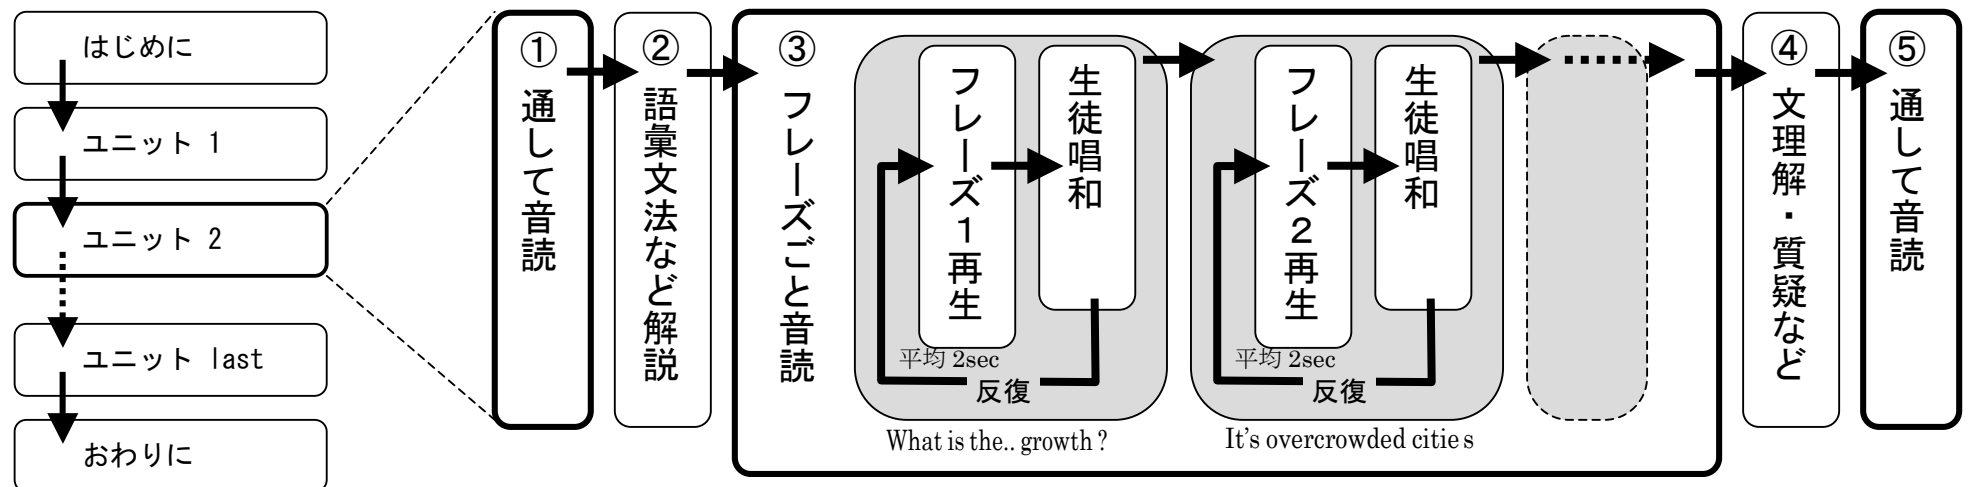 はじめに
ユニット 1
ユニット 2
ユニット last
おわりに
① 通して音読
② 語彙文法など解説
③ フレーズごと音読
フレーズ1再生
生徒唱和
平均 2sec
反復
What is the.. growth ?
フレーズ2再生
生徒唱和
平均 2sec
反復
It's overcrowded citie s
④ 文理解・質疑など
⑤ 通して音読